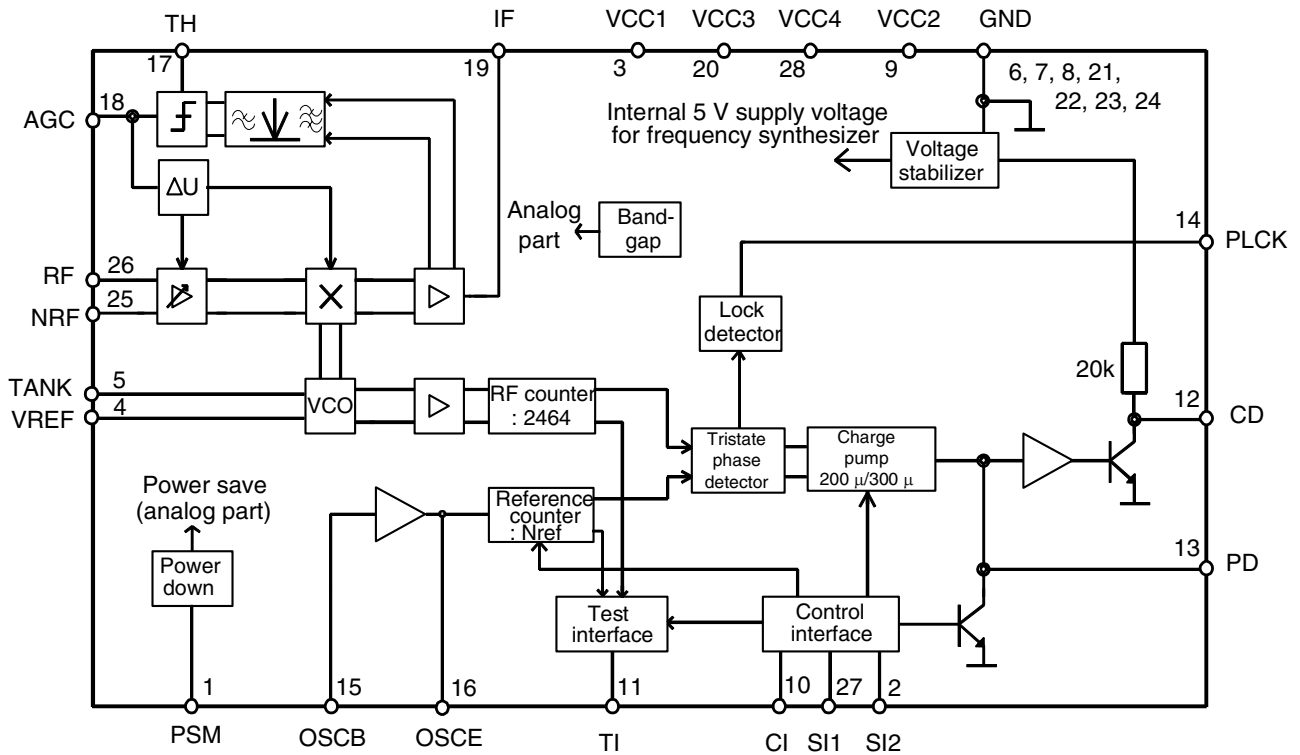 TH
IF
VCC1
VCC3
VCC4
VCC2
GND
17
19
3
20
28
9
6, 7, 8, 21,
22, 23, 24
AGC
18
Internal 5 V supply voltage
for frequency synthesizer
Voltage
stabilizer
ΔU
Analog
part
Band-
gap
14
PLCK
RF
26
NRF
25
Lock
detector
TANK
5
VREF
4
VCO
RF counter
: 2464
20k
12
CD
Tristate
phase
detector
Charge
pump
200 μ/300 μ
Power save
(analog part)
Reference
counter
: Nref
Power
down
13
PD
Test
interface
Control
interface
1
15
16
11
10
27
2
PSM
OSCB
OSCE
TI
CI
SI1
SI2